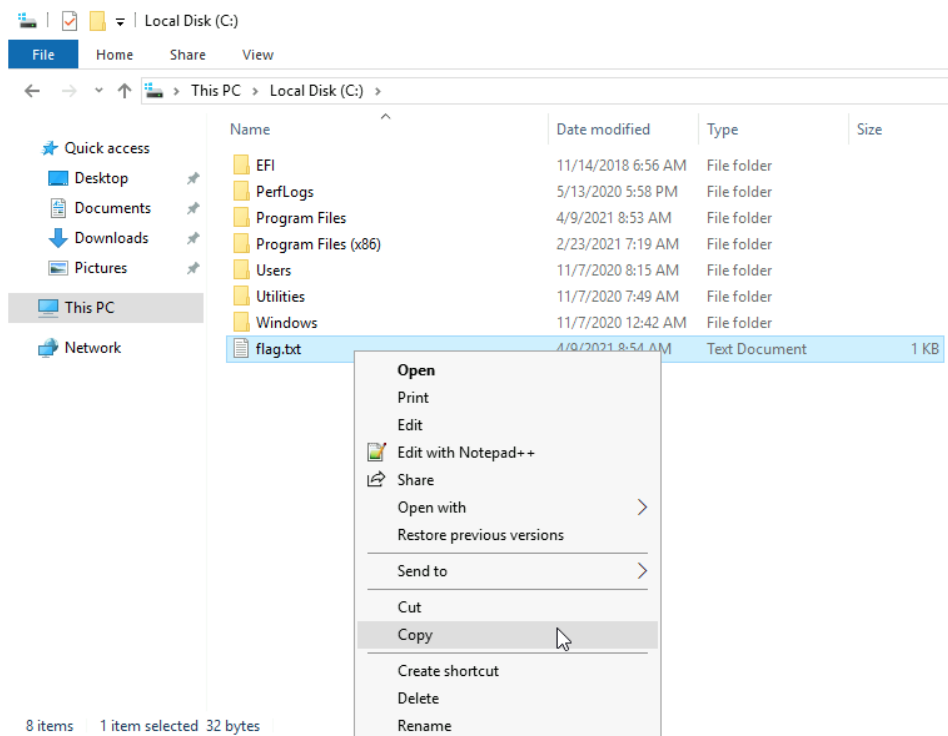 Local Disk (C:)
File Home Share View
This PC > Local Disk (C:) >
Name Date modified Type Size
Quick access
Desktop
Documents
Downloads
Pictures
This PC
Network
EFI 11/14/2018 6:56 AM File folder
PerfLogs 5/13/2020 5:58 PM File folder
Program Files 4/9/2021 8:53 AM File folder
Program Files (x86) 2/23/2021 7:19 AM File folder
Users 11/7/2020 8:15 AM File folder
Utilities 11/7/2020 7:49 AM File folder
Windows 11/7/2020 12:42 AM File folder
flag.txt 4/9/2021 8:54 AM Text Document 1 KB
Open
Print
Edit
Edit with Notepad++
Share
Open with
Restore previous versions
Send to
Cut
Copy
Create shortcut
Delete
Rename
8 items 1 item selected 32 bytes